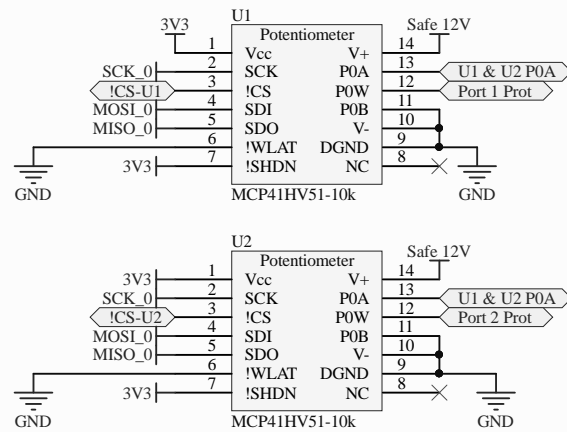 U1
3V3
Safe 12V
Potentiometer
1 Vcc V+ 14
SCK_0 2 SCK P0A 13 U1 & U2 P0A
!CS-U1 3 !CS P0W 12 Port 1 Prot
MOSI_0 4 SDI P0B 11
MISO_0 5 SDO V- 10
6 !WLAT DGND 9
3V3 7 !SHDN NC 8
GND
GND
MCP41HV51-10k
U2
Safe 12V
Potentiometer
3V3 1 Vcc V+ 14
SCK_0 2 SCK P0A 13 U1 & U2 P0A
!CS-U2 3 !CS P0W 12 Port 2 Prot
MOSI_0 4 SDI P0B 11
MISO_0 5 SDO V- 10
6 !WLAT DGND 9
3V3 7 !SHDN NC 8
GND
GND
MCP41HV51-10k